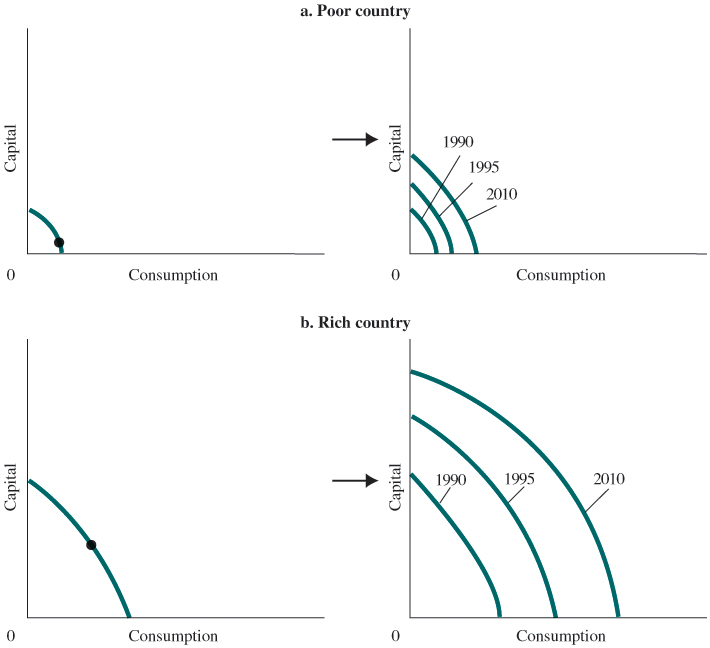 a. Poor country
Capital
0
Consumption
Capital
1990
1995
2010
0
Consumption
b. Rich country
Capital
0
Consumption
Capital
1990
1995
2010
0
Consumption